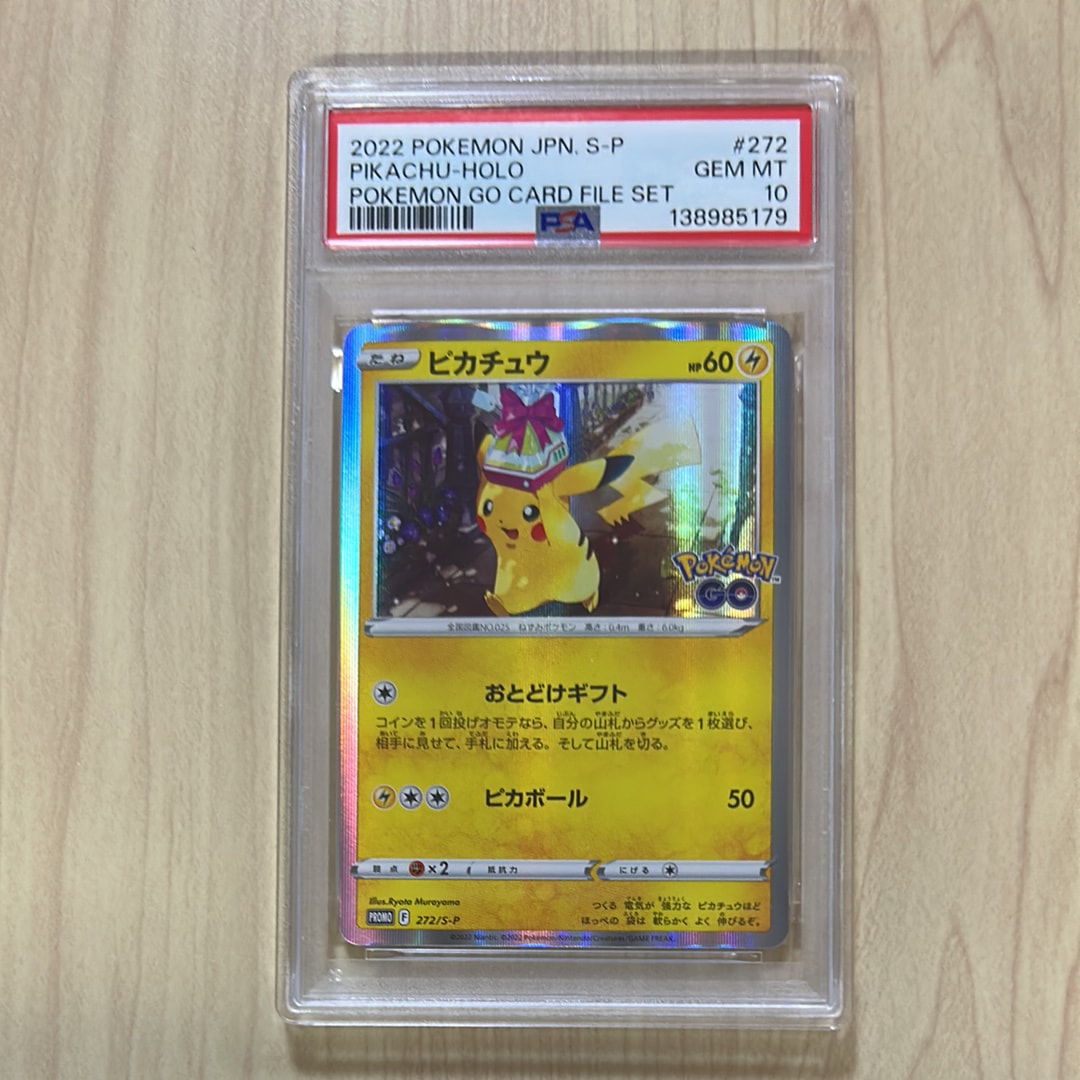 2022 POKEMON JPN. S-P #272
PIKACHU-HOLO GEM MT
POKEMON GO CARD FILE SET 10
138985179
PSA
たね ピカチュウ HP60
Pokémon
GO
全国図鑑NO.025 ねずみポケモン 高さ:0.4m 重さ:6.0kg
おとどけギフト
コインを1回投げオモテなら、自分の山札からグッズを1枚選び、
相手に見せて、手札に加える。そして山札を切る。
ピカボール 50
弱点 ×2 抵抗力 にげる
Illus.Ryota Murayama
つくる 電気が 強力な ピカチュウほど
ほっぺの 袋は 軟らかく よく 伸びるぞ。
PROMO F 272/S-P
©2022 Niantic. ©2022 Pokémon/Nintendo/Creatures/GAME FREAK.